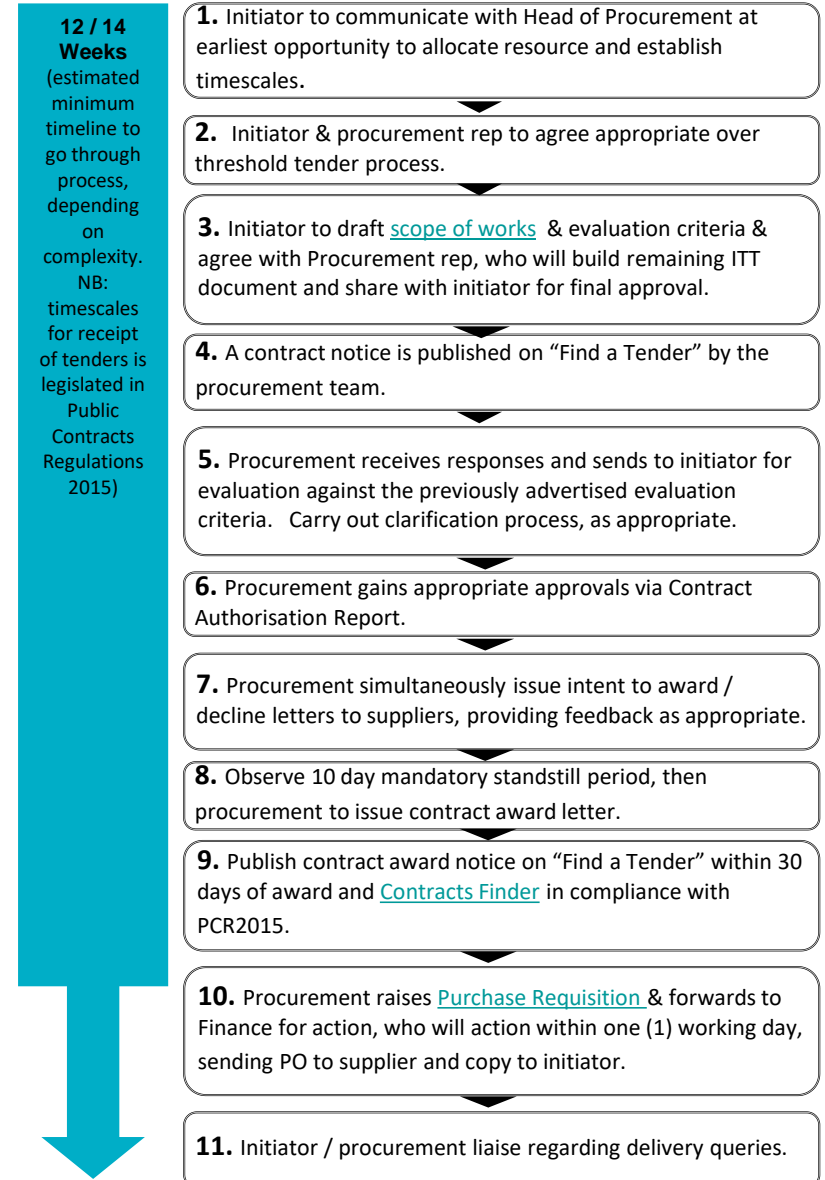 12 / 14
Weeks
(estimated
minimum
timeline to
go through
process,
depending
on
complexity.
NB:
timescales
for receipt
of tenders is
legislated in
Public
Contracts
Regulations
2015)
1. Initiator to communicate with Head of Procurement at
earliest opportunity to allocate resource and establish
timescales.
2. Initiator & procurement rep to agree appropriate over
threshold tender process.
3. Initiator to draft scope of works & evaluation criteria &
agree with Procurement rep, who will build remaining ITT
document and share with initiator for final approval.
4. A contract notice is published on “Find a Tender” by the
procurement team.
5. Procurement receives responses and sends to initiator for
evaluation against the previously advertised evaluation
criteria. Carry out clarification process, as appropriate.
6. Procurement gains appropriate approvals via Contract
Authorisation Report.
7. Procurement simultaneously issue intent to award /
decline letters to suppliers, providing feedback as appropriate.
8. Observe 10 day mandatory standstill period, then
procurement to issue contract award letter.
9. Publish contract award notice on “Find a Tender” within 30
days of award and Contracts Finder in compliance with
PCR2015.
10. Procurement raises Purchase Requisition & forwards to
Finance for action, who will action within one (1) working day,
sending PO to supplier and copy to initiator.
11. Initiator / procurement liaise regarding delivery queries.